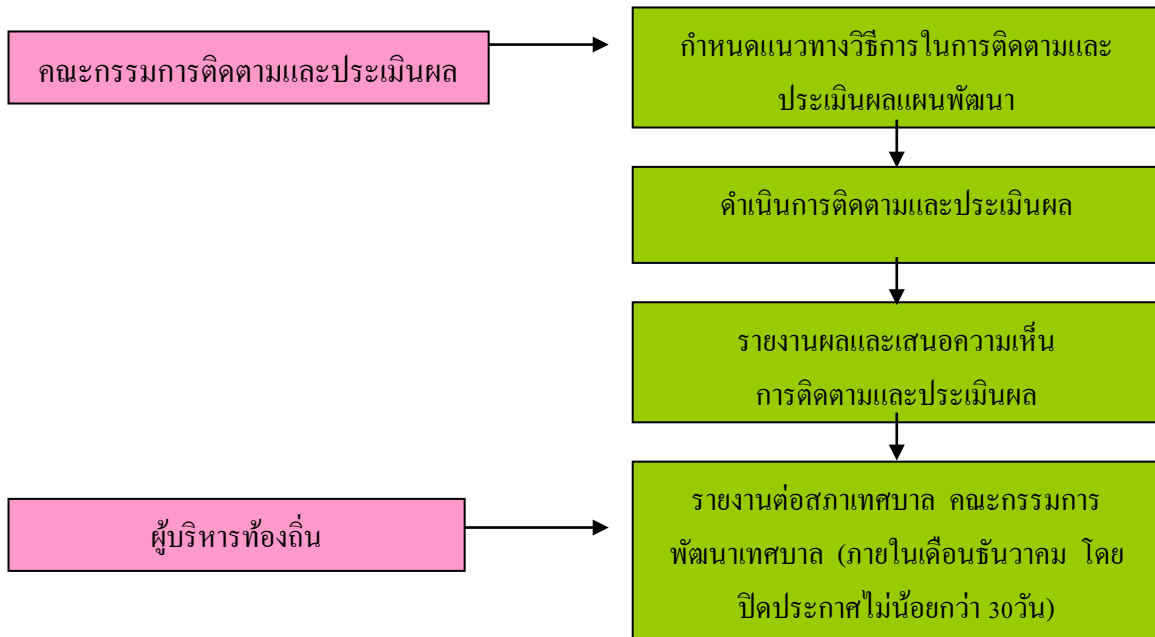 คณะกรรมการติดตามและประเมินผล
กำหนดแนวทางวิธีการในการติดตามและ
ประเมินผลแผนพัฒนา
ดำเนินการติดตามและประเมินผล
รายงานผลและเสนอความเห็น
การติดตามและประเมินผล
ผู้บริหารท้องถิ่น
รายงานต่อสภาเทศบาล คณะกรรมการ
พัฒนาเทศบาล (ภายในเดือนธันวาคม โดย
ปิดประกาศไม่น้อยกว่า 30วัน)